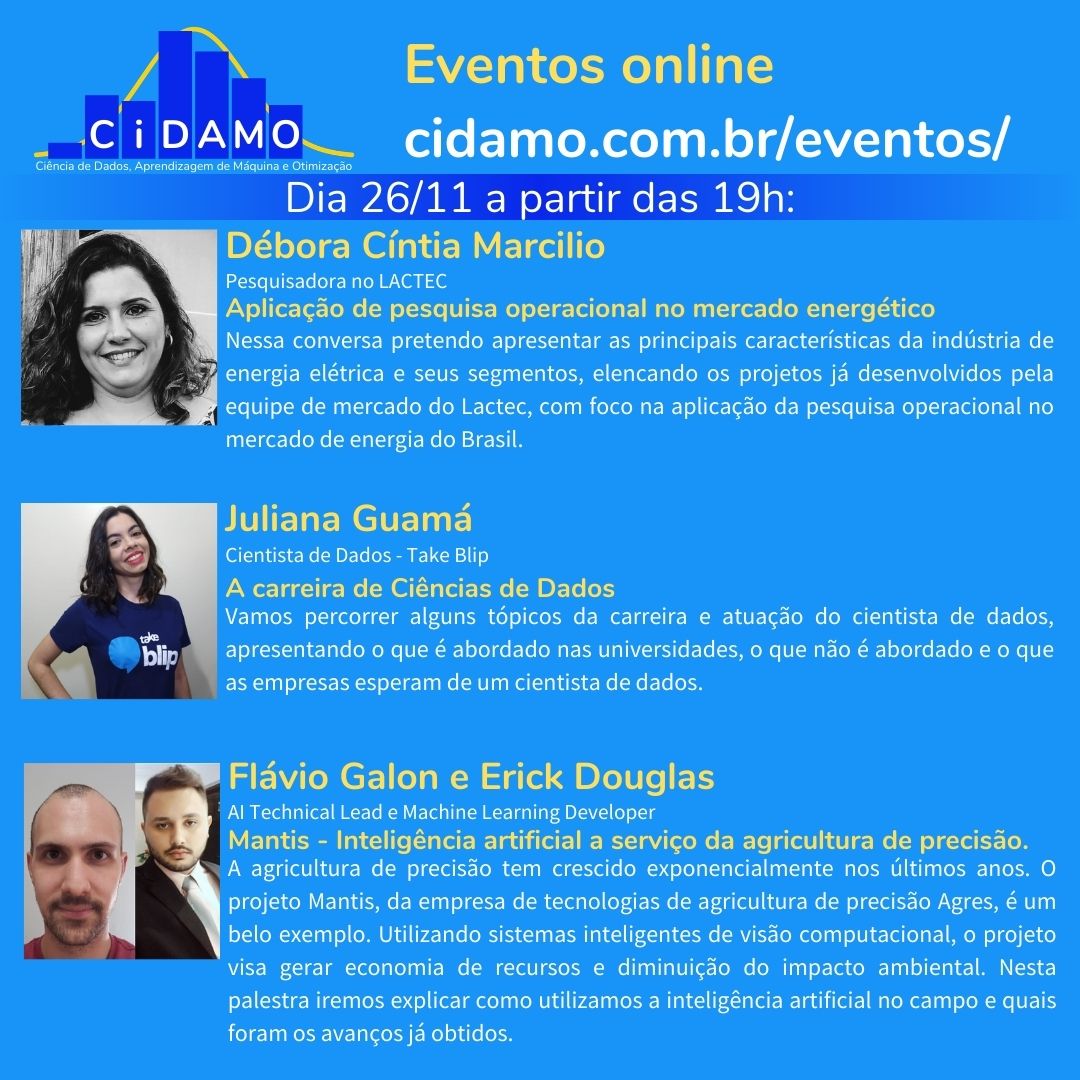 CiDAMO
Ciência de Dados, Aprendizagem de Máquina e Otimização
Eventos online
cidamo.com.br/eventos/
Dia 26/11 a partir das 19h:
Débora Cíntia Marcilio
Pesquisadora no LACTEC
Aplicação de pesquisa operacional no mercado energético
Nessa conversa pretendo apresentar as principais características da indústria de
energia elétrica e seus segmentos, elencando os projetos já desenvolvidos pela
equipe de mercado do Lactec, com foco na aplicação da pesquisa operacional no
mercado de energia do Brasil.
Juliana Guamá
Cientista de Dados - Take Blip
A carreira de Ciências de Dados
Vamos percorrer alguns tópicos da carreira e atuação do cientista de dados,
apresentando o que é abordado nas universidades, o que não é abordado e o que
as empresas esperam de um cientista de dados.
take
blip
Flávio Galon e Erick Douglas
AI Technical Lead e Machine Learning Developer
Mantis - Inteligência artificial a serviço da agricultura de precisão.
A agricultura de precisão tem crescido exponencialmente nos últimos anos. O
projeto Mantis, da empresa de tecnologias de agricultura de precisão Agres, é um
belo exemplo. Utilizando sistemas inteligentes de visão computacional, o projeto
visa gerar economia de recursos e diminuição do impacto ambiental. Nesta
palestra iremos explicar como utilizamos a inteligência artificial no campo e quais
foram os avanços já obtidos.